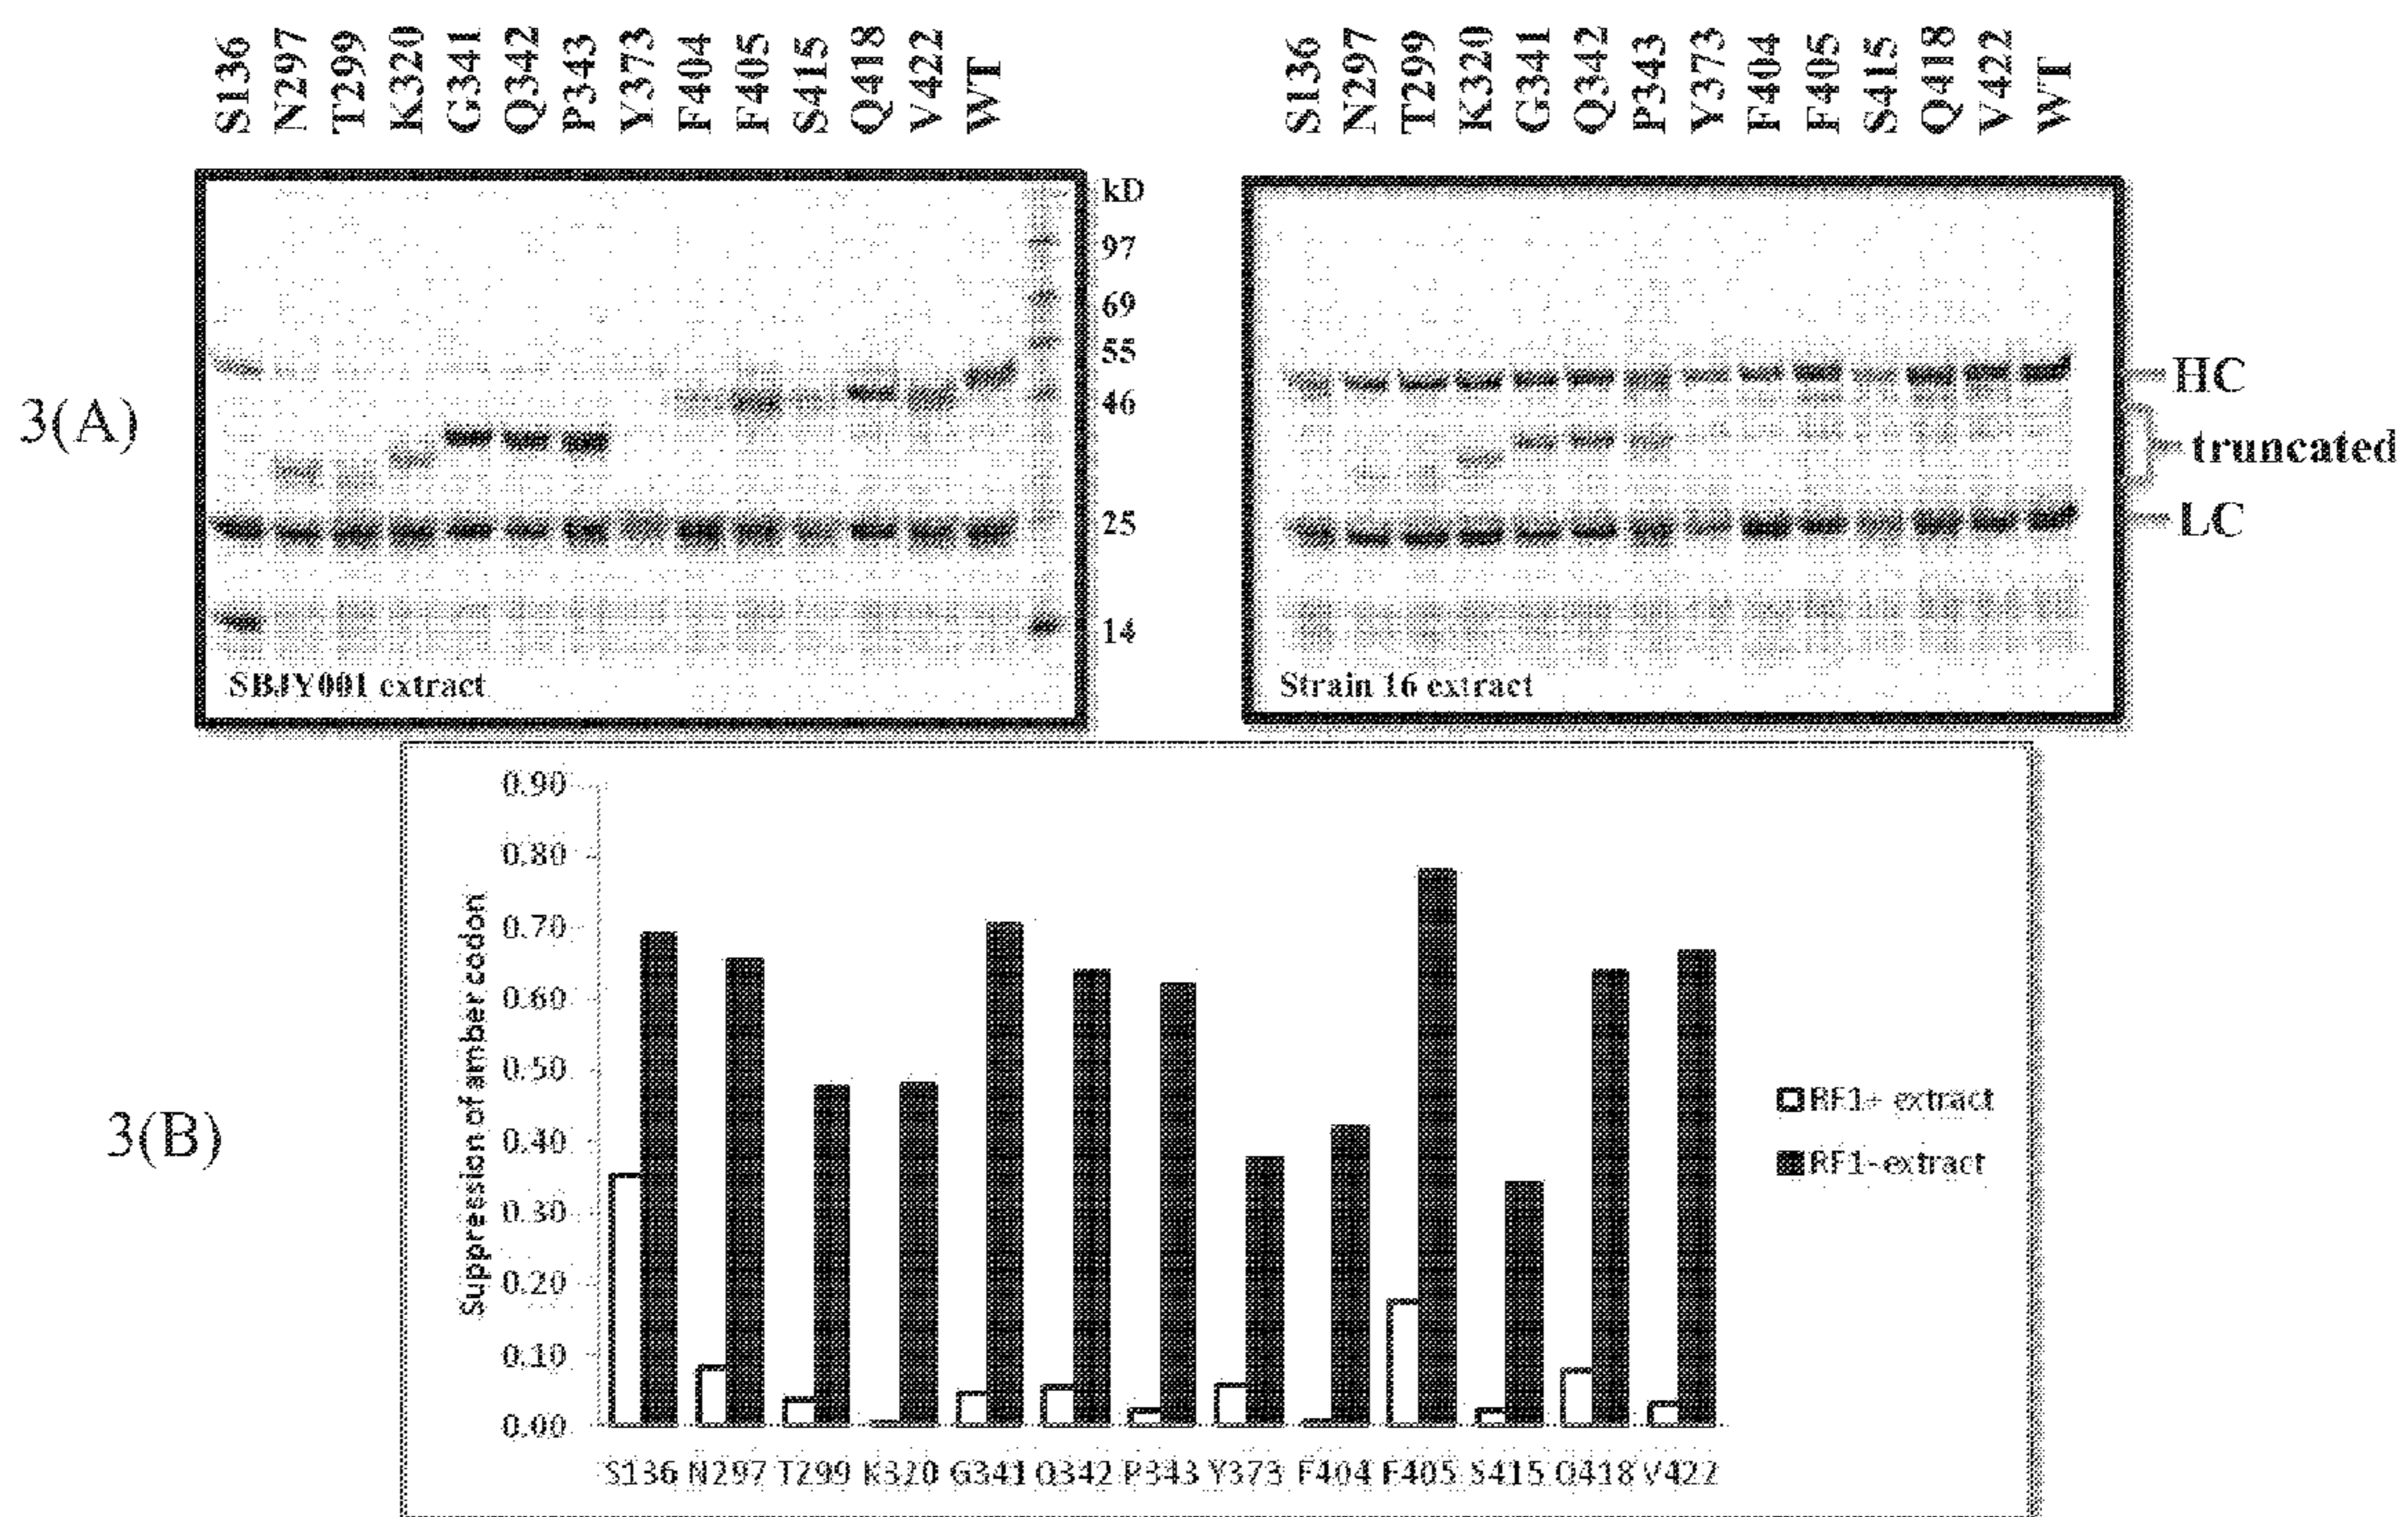 S136 N297 T299 K320 G341 Q342 P343 Y373 F404 F405 S415 Q418 V422 WT
S136 N297 T299 K320 G341 Q342 P343 Y373 F404 F405 S415 Q418 V422 WT
3(A)
kD
97
69
55
46
25
14
SBJY001 extract
Strain 16 extract
HC
truncated
LC
3(B)
Suppression of amber codon
0.90
0.80
0.70
0.60
0.50
0.40
0.30
0.20
0.10
0.00
S136 N297 T299 K320 G341 Q342 P343 Y373 F404 F405 S415 Q418 V422
RF1+ extract
RF1- extract